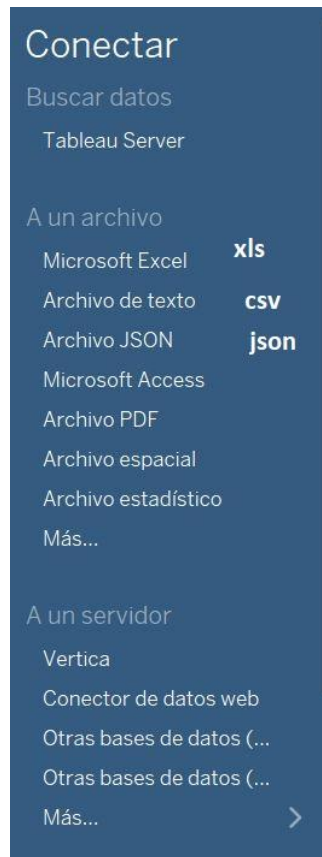 Conectar
Buscar datos
Tableau Server
A un archivo
Microsoft Excel xls
Archivo de texto csv
Archivo JSON json
Microsoft Access
Archivo PDF
Archivo espacial
Archivo estadístico
Más...
A un servidor
Vertica
Conector de datos web
Otras bases de datos (...
Otras bases de datos (...
Más...